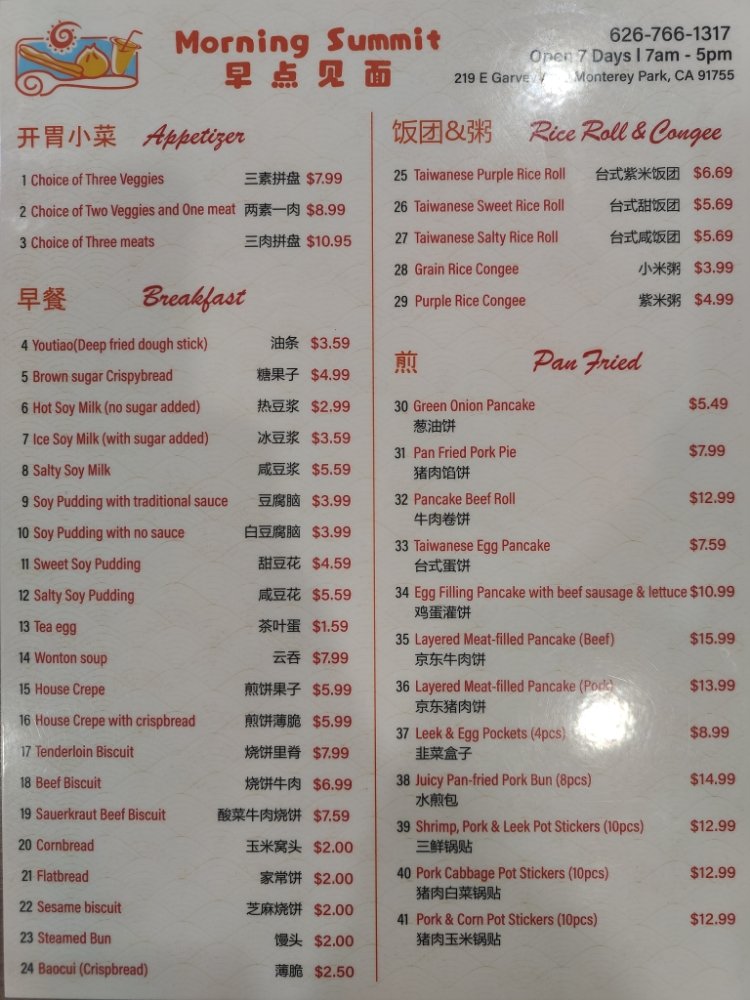 Morning Summit
早点见面
626-766-1317
Open 7 Days | 7am - 5pm
219 E Garvey Monterey Park, CA 91755
开胃小菜 Appetizer
1 Choice of Three Veggies 三素拼盘 $7.99
2 Choice of Two Veggies and One meat 两素一肉 $8.99
3 Choice of Three meats 三肉拼盘 $10.95
早餐 Breakfast
4 Youtiao(Deep fried dough stick) 油条 $3.59
5 Brown sugar Crispybread 糖果子 $4.99
6 Hot Soy Milk (no sugar added) 热豆浆 $2.99
7 Ice Soy Milk (with sugar added) 冰豆浆 $3.59
8 Salty Soy Milk 咸豆浆 $5.59
9 Soy Pudding with traditional sauce 豆腐脑 $3.99
10 Soy Pudding with no sauce 白豆腐脑 $3.99
11 Sweet Soy Pudding 甜豆花 $4.59
12 Salty Soy Pudding 咸豆花 $5.59
13 Tea egg 茶叶蛋 $1.59
14 Wonton soup 云吞 $7.99
15 House Crepe 煎饼果子 $5.99
16 House Crepe with crispbread 煎饼薄脆 $5.99
17 Tenderloin Biscuit 烧饼里脊 $7.99
18 Beef Biscuit 烧饼牛肉 $6.99
19 Sauerkraut Beef Biscuit 酸菜牛肉烧饼 $7.59
20 Cornbread 玉米窝头 $2.00
21 Flatbread 家常饼 $2.00
22 Sesame biscuit 芝麻烧饼 $2.00
23 Steamed Bun 馒头 $2.00
24 Baocui (Crispbread) 薄脆 $2.50
饭团&粥 Rice Roll & Congee
25 Taiwanese Purple Rice Roll 台式紫米饭团 $6.69
26 Taiwanese Sweet Rice Roll 台式甜饭团 $5.69
27 Taiwanese Salty Rice Roll 台式咸饭团 $5.69
28 Grain Rice Congee 小米粥 $3.99
29 Purple Rice Congee 紫米粥 $4.99
煎 Pan Fried
30 Green Onion Pancake $5.49
葱油饼
31 Pan Fried Pork Pie $7.99
猪肉馅饼
32 Pancake Beef Roll $12.99
牛肉卷饼
33 Taiwanese Egg Pancake $7.59
台式蛋饼
34 Egg Filling Pancake with beef sausage & lettuce $10.99
鸡蛋灌饼
35 Layered Meat-filled Pancake (Beef) $15.99
京东牛肉饼
36 Layered Meat-filled Pancake (Pork) $13.99
京东猪肉饼
37 Leek & Egg Pockets (4pcs) $8.99
韭菜盒子
38 Juicy Pan-fried Pork Bun (8pcs) $14.99
水煎包
39 Shrimp, Pork & Leek Pot Stickers (10pcs) $12.99
三鲜锅贴
40 Pork Cabbage Pot Stickers (10pcs) $12.99
猪肉白菜锅贴
41 Pork & Corn Pot Stickers (10pcs) $12.99
猪肉玉米锅贴